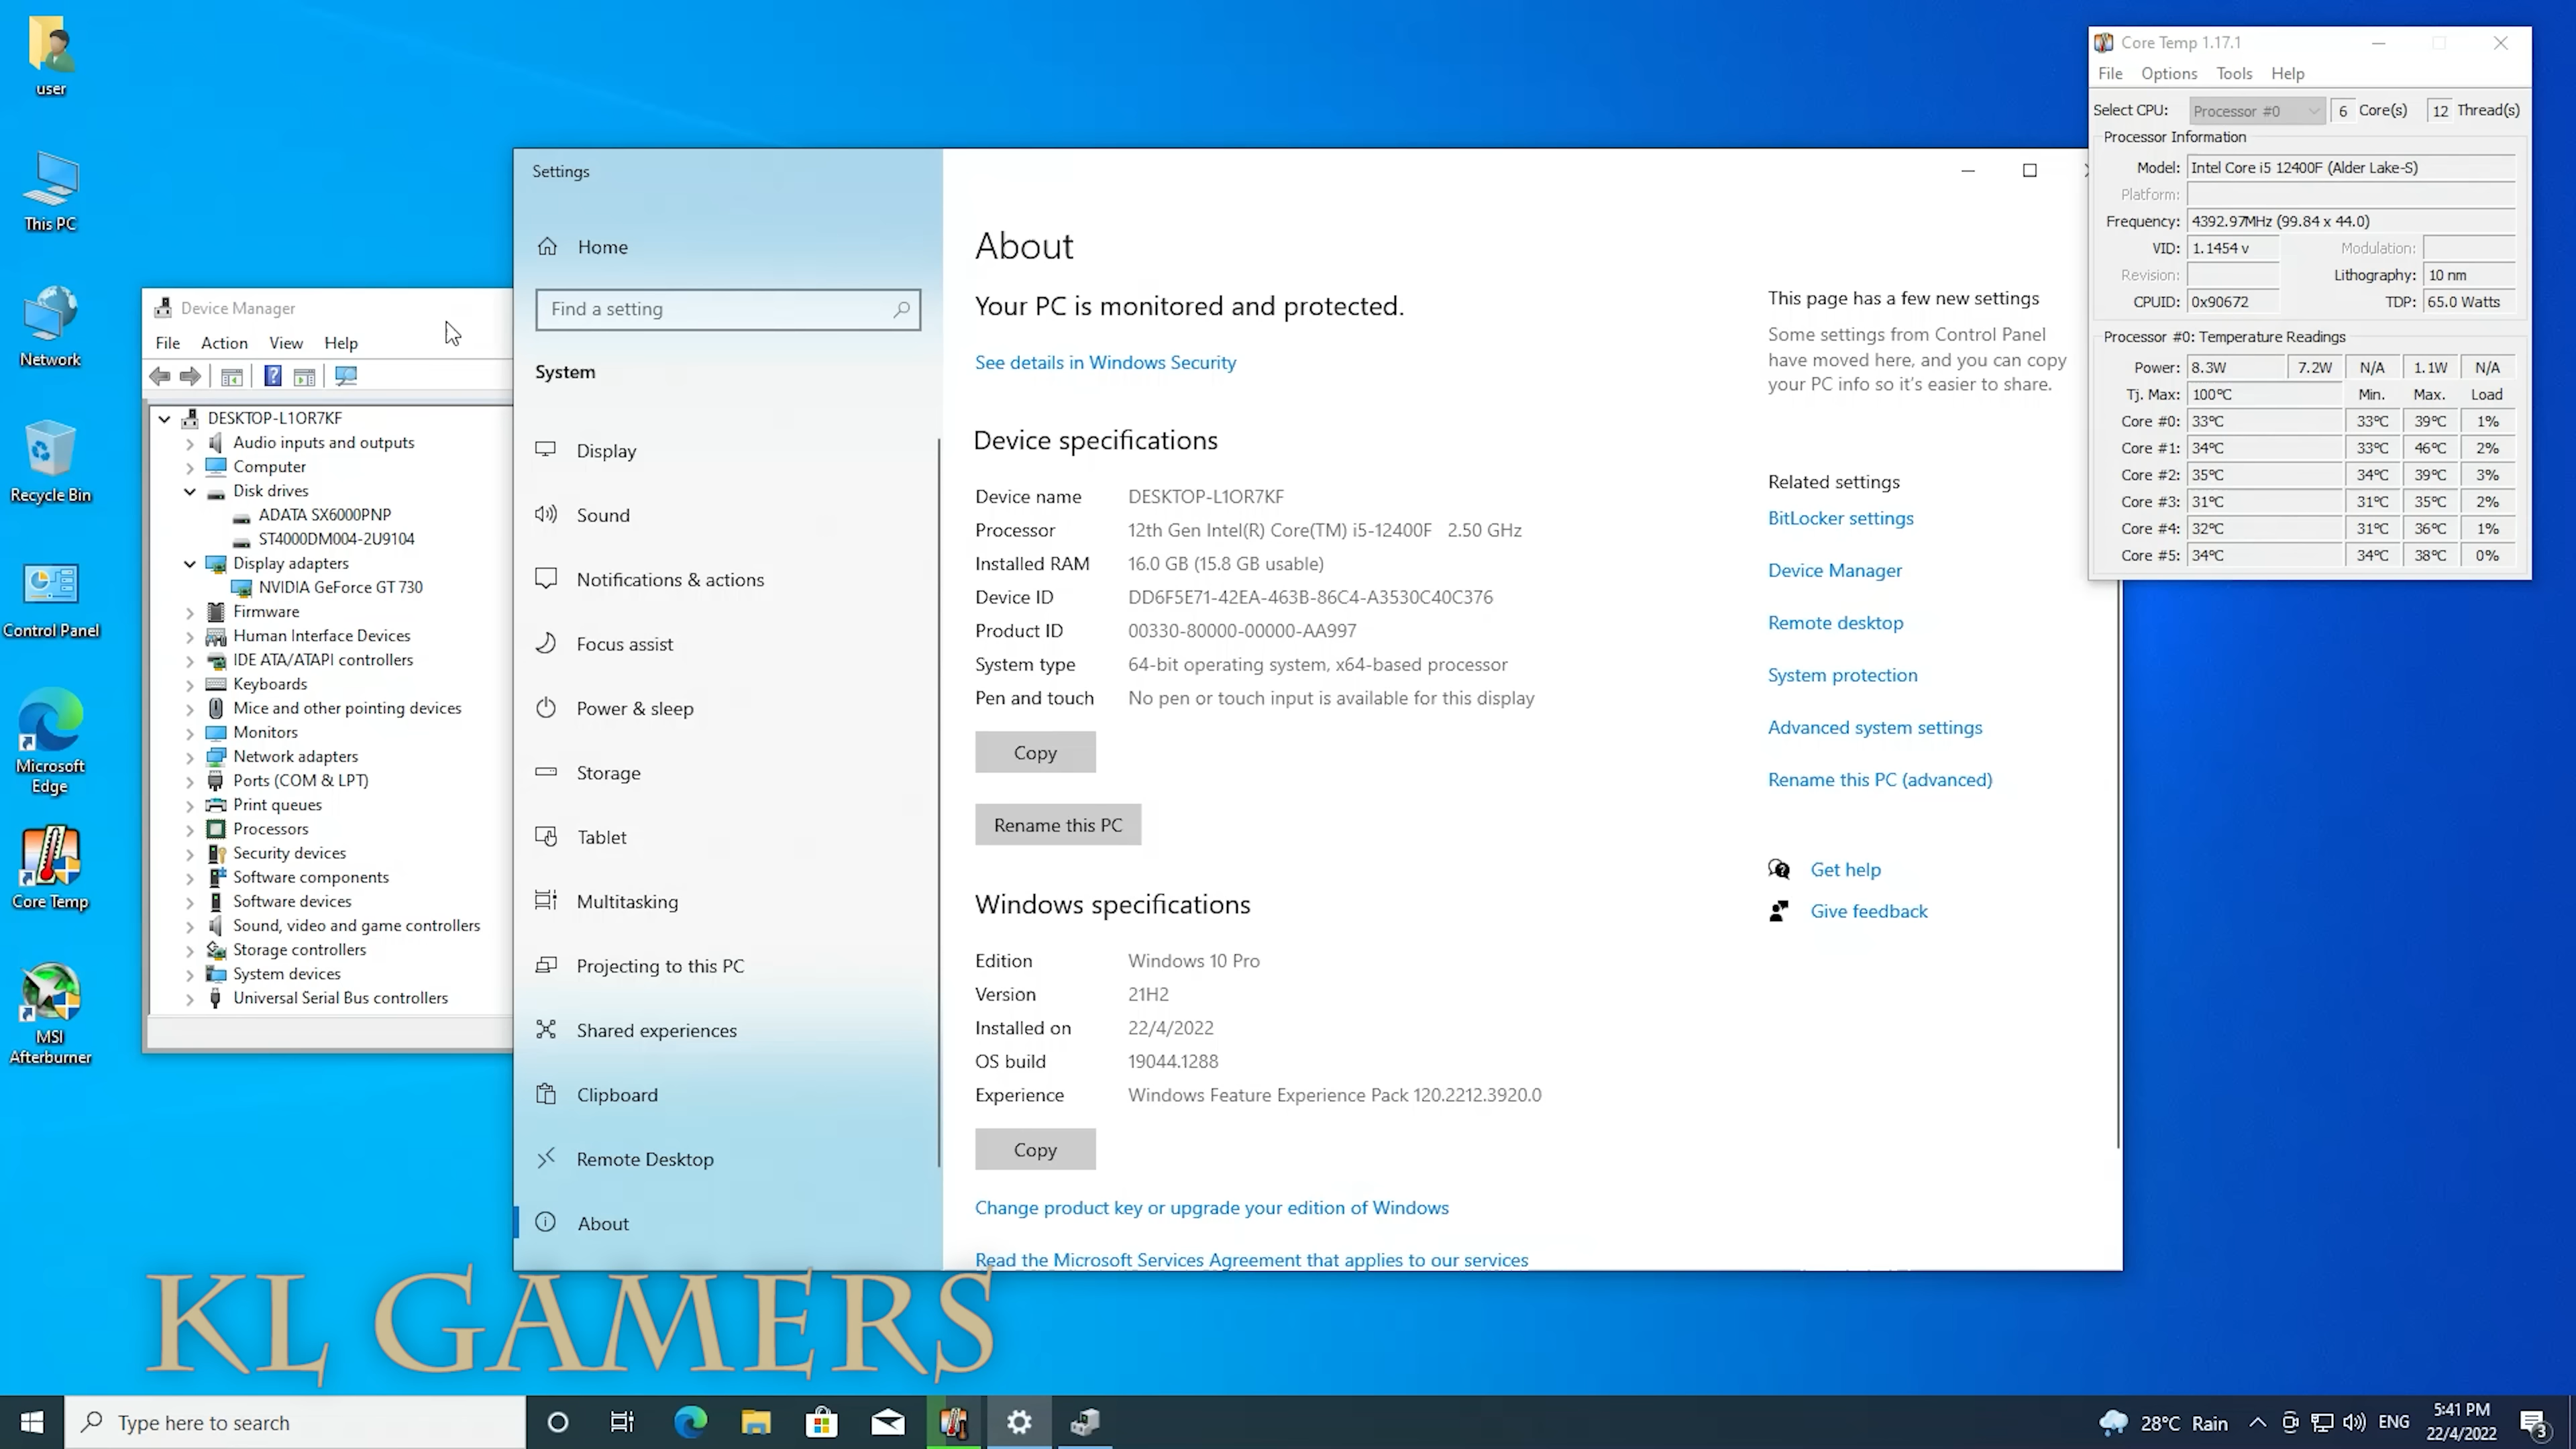 user
This PC
Network
Recycle Bin
Control Panel
Microsoft
Edge
Core Temp
MSI
Afterburner
Device Manager
File Action View Help
DESKTOP-L1OR7KF
Audio inputs and outputs
Computer
Disk drives
ADATA SX6000PNP
ST4000DM004-2U9104
Display adapters
NVIDIA GeForce GT 730
Firmware
Human Interface Devices
IDE ATA/ATAPI controllers
Keyboards
Mice and other pointing devices
Monitors
Network adapters
Ports (COM & LPT)
Print queues
Processors
Security devices
Software components
Software devices
Sound, video and game controllers
Storage controllers
System devices
Universal Serial Bus controllers
Settings
Home
Find a setting
System
Display
Sound
Notifications & actions
Focus assist
Power & sleep
Storage
Tablet
Multitasking
Projecting to this PC
Shared experiences
Clipboard
Remote Desktop
About
About
Your PC is monitored and protected.
See details in Windows Security
Device specifications
Device name DESKTOP-L1OR7KF
Processor 12th Gen Intel(R) Core(TM) i5-12400F 2.50 GHz
Installed RAM 16.0 GB (15.8 GB usable)
Device ID DD6F5E71-42EA-463B-86C4-A3530C40C376
Product ID 00330-80000-00000-AA997
System type 64-bit operating system, x64-based processor
Pen and touch No pen or touch input is available for this display
Copy
Rename this PC
Windows specifications
Edition Windows 10 Pro
Version 21H2
Installed on 22/4/2022
OS build 19044.1288
Experience Windows Feature Experience Pack 120.2212.3920.0
Copy
Change product key or upgrade your edition of Windows
Read the Microsoft Services Agreement that applies to our services
This page has a few new settings
Some settings from Control Panel
have moved here, and you can copy
your PC info so it's easier to share.
Related settings
BitLocker settings
Device Manager
Remote desktop
System protection
Advanced system settings
Rename this PC (advanced)
Get help
Give feedback
Core Temp 1.17.1
File Options Tools Help
Select CPU: Processor #0 6 Core(s) 12 Thread(s)
Processor Information
Model: Intel Core i5 12400F (Alder Lake-S)
Platform:
Frequency: 4392.97MHz (99.84 x 44.0)
VID: 1.1454 v Modulation:
Revision: Lithography: 10 nm
CPUID: 0x90672 TDP: 65.0 Watts
Processor #0: Temperature Readings
Power: 8.3W 7.2W N/A 1.1W N/A
Tj. Max: 100°C Min. Max. Load
Core #0: 33°C 33°C 39°C 1%
Core #1: 34°C 33°C 46°C 2%
Core #2: 35°C 34°C 39°C 3%
Core #3: 31°C 31°C 35°C 2%
Core #4: 32°C 31°C 36°C 1%
Core #5: 34°C 34°C 38°C 0%
KL GAMERS
Type here to search
28°C Rain
ENG
5:41 PM
22/4/2022
3